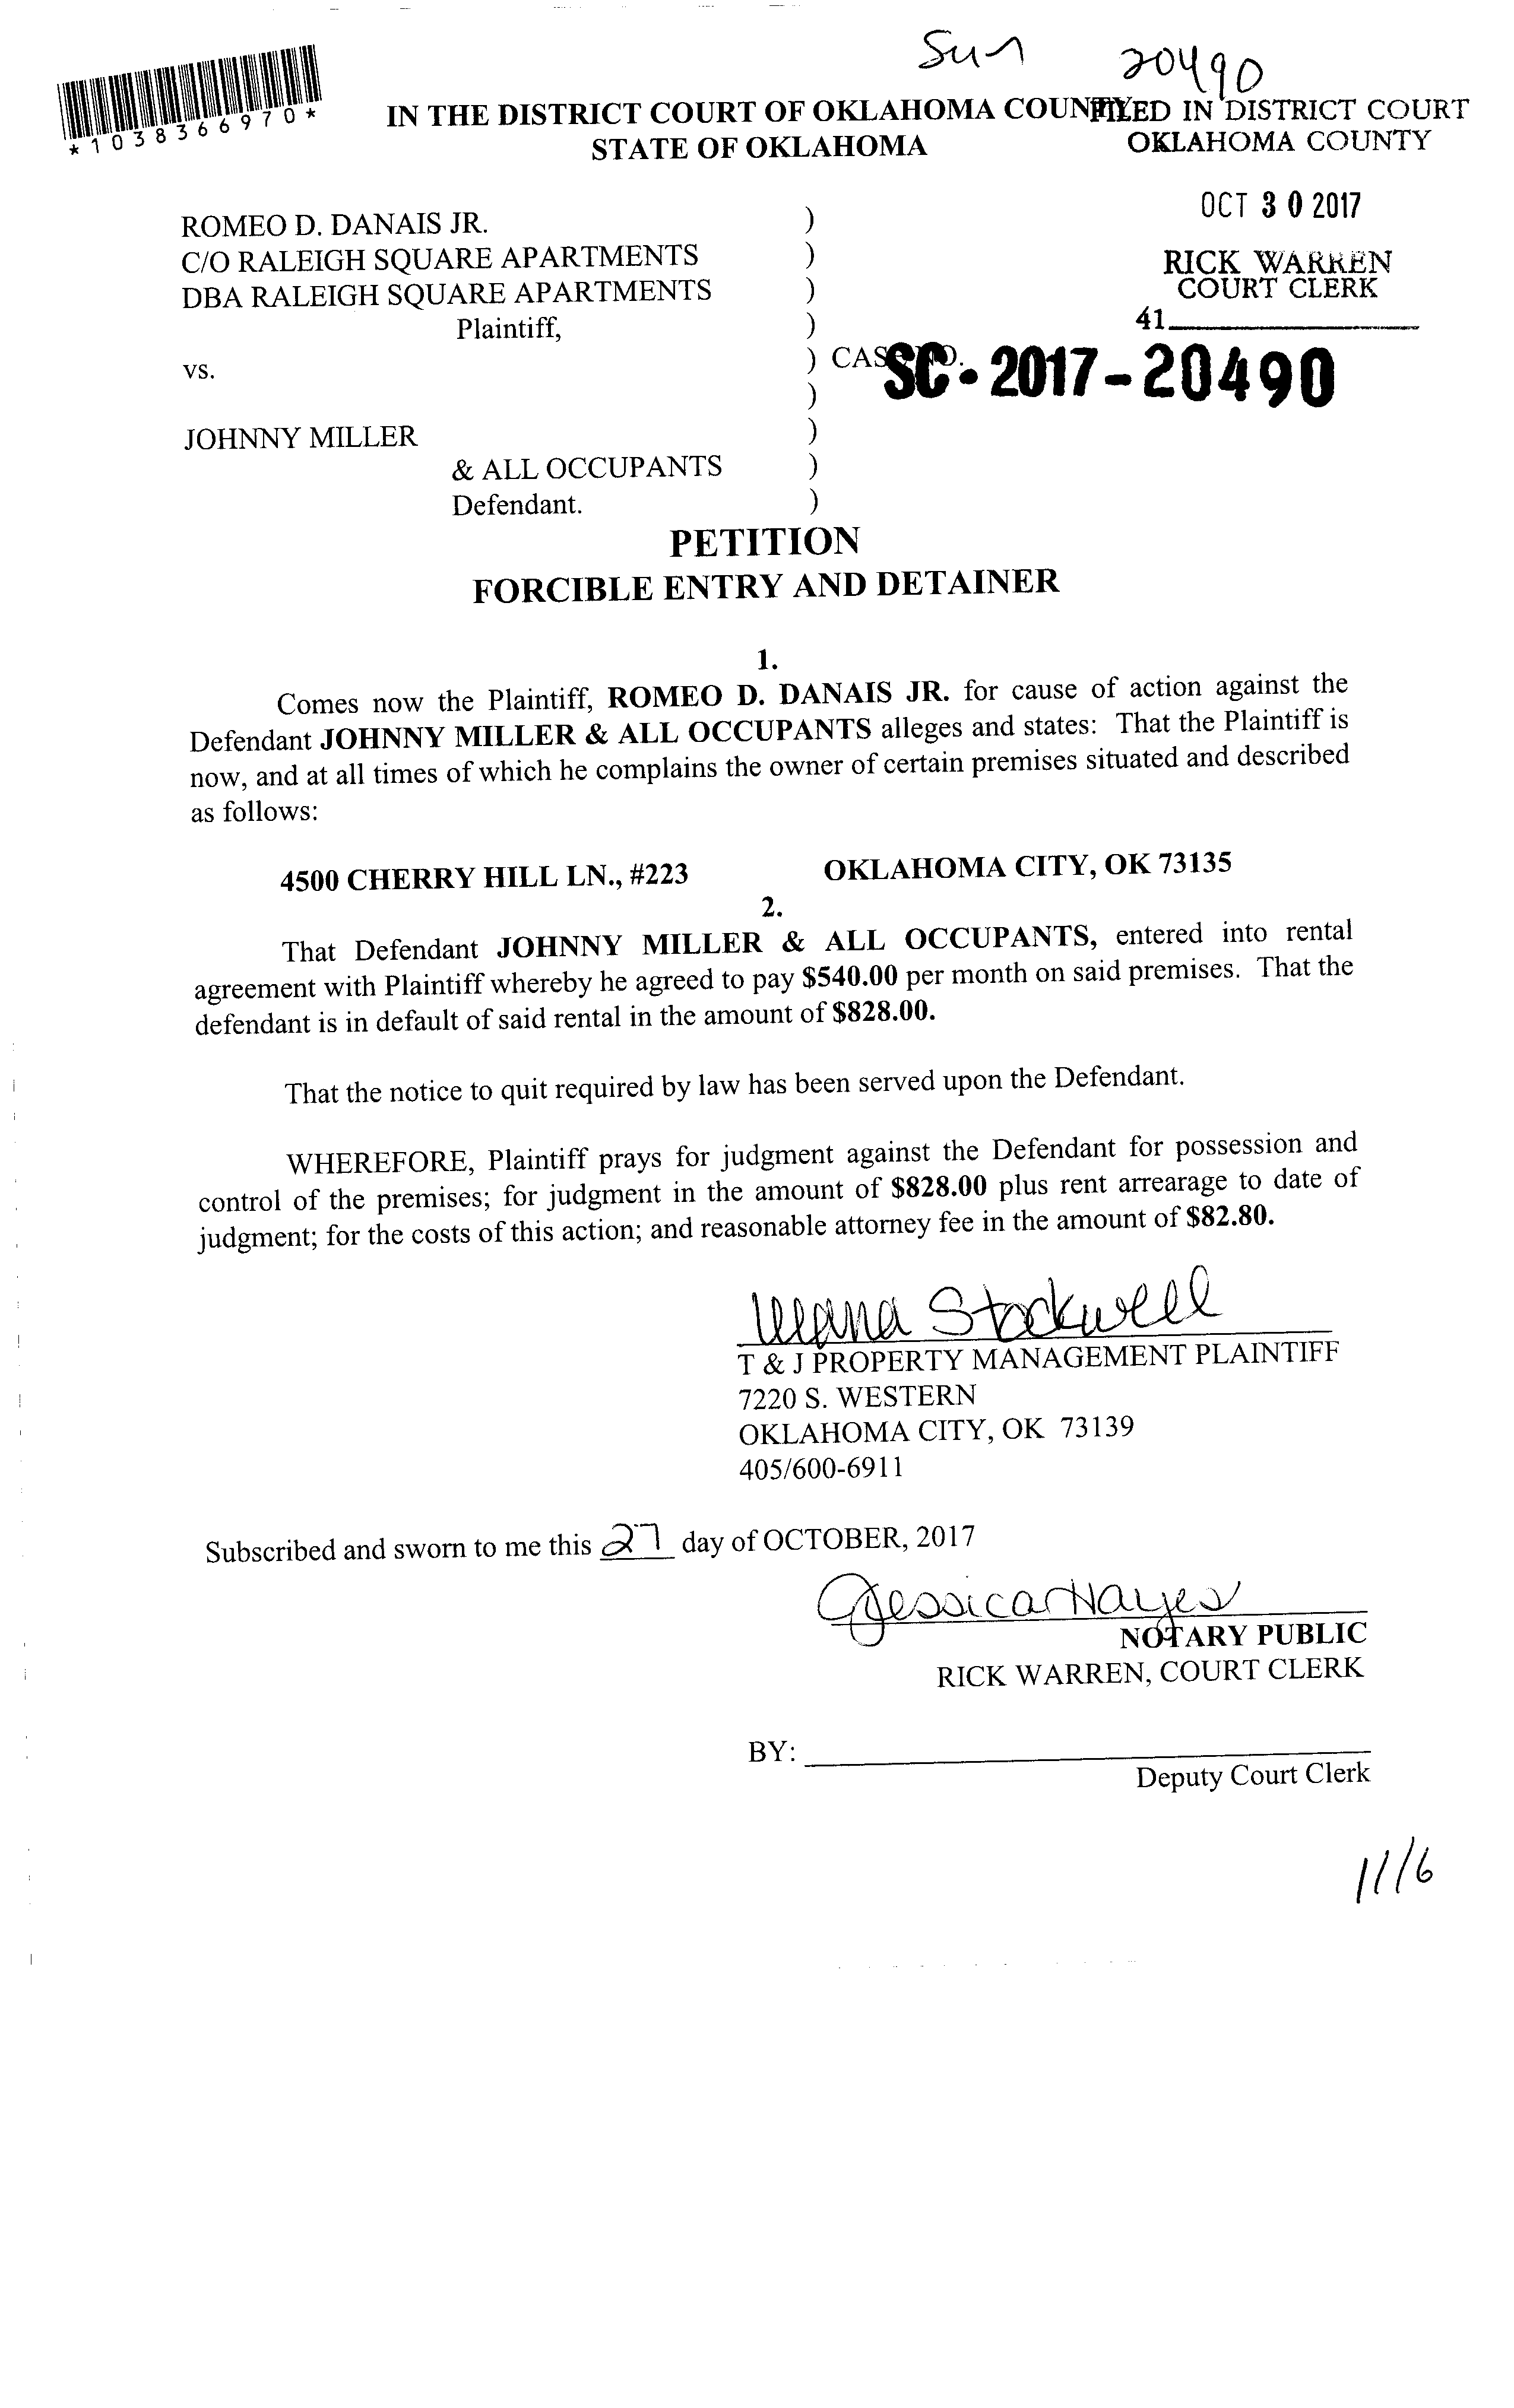 Sun 20490
*1038366970*
IN THE DISTRICT COURT OF OKLAHOMA COUNTY
STATE OF OKLAHOMA
FILED IN DISTRICT COURT
OKLAHOMA COUNTY
OCT 30 2017
RICK WARREN
COURT CLERK
41
ROMEO D. DANAIS JR. )
C/O RALEIGH SQUARE APARTMENTS )
DBA RALEIGH SQUARE APARTMENTS )
Plaintiff, )
vs. ) CASE NO. SC-2017-20490
)
JOHNNY MILLER )
& ALL OCCUPANTS )
Defendant. )
PETITION
FORCIBLE ENTRY AND DETAINER
1.
Comes now the Plaintiff, ROMEO D. DANAIS JR. for cause of action against the
Defendant JOHNNY MILLER & ALL OCCUPANTS alleges and states: That the Plaintiff is
now, and at all times of which he complains the owner of certain premises situated and described
as follows:
4500 CHERRY HILL LN., #223 OKLAHOMA CITY, OK 73135
2.
That Defendant JOHNNY MILLER & ALL OCCUPANTS, entered into rental
agreement with Plaintiff whereby he agreed to pay $540.00 per month on said premises. That the
defendant is in default of said rental in the amount of $828.00.
That the notice to quit required by law has been served upon the Defendant.
WHEREFORE, Plaintiff prays for judgment against the Defendant for possession and
control of the premises; for judgment in the amount of $828.00 plus rent arrearage to date of
judgment; for the costs of this action; and reasonable attorney fee in the amount of $82.80.
Stockwell
T & J PROPERTY MANAGEMENT PLAINTIFF
7220 S. WESTERN
OKLAHOMA CITY, OK 73139
405/600-6911
Subscribed and sworn to me this 27 day of OCTOBER, 2017
Jessica Hayes
NOTARY PUBLIC
RICK WARREN, COURT CLERK
BY:
Deputy Court Clerk
11/6